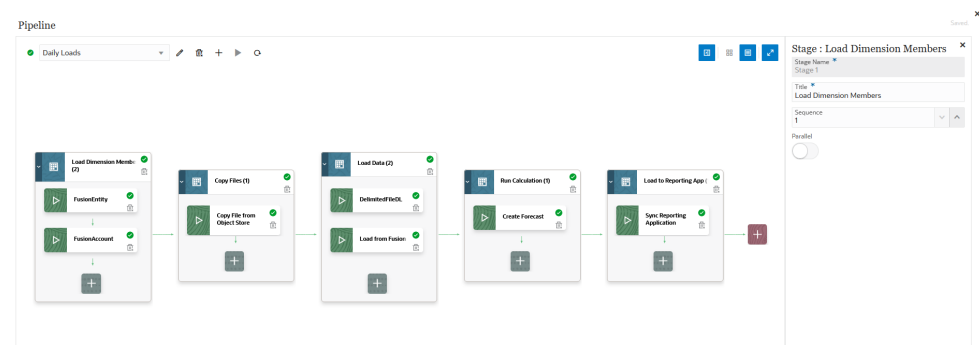 Pipeline
Saved
Daily Loads
Stage : Load Dimension Members
Stage Name *
Stage 1
Title *
Load Dimension Members
Sequence
1
Parallel
Load Dimension Membe
(2)
FusionEntity
FusionAccount
Copy Files (1)
Copy File from
Object Store
Load Data (2)
DelimitedFileDL
Load from Fusion
Run Calculation (1)
Create Forecast
Load to Reporting App (
Sync Reporting
Application